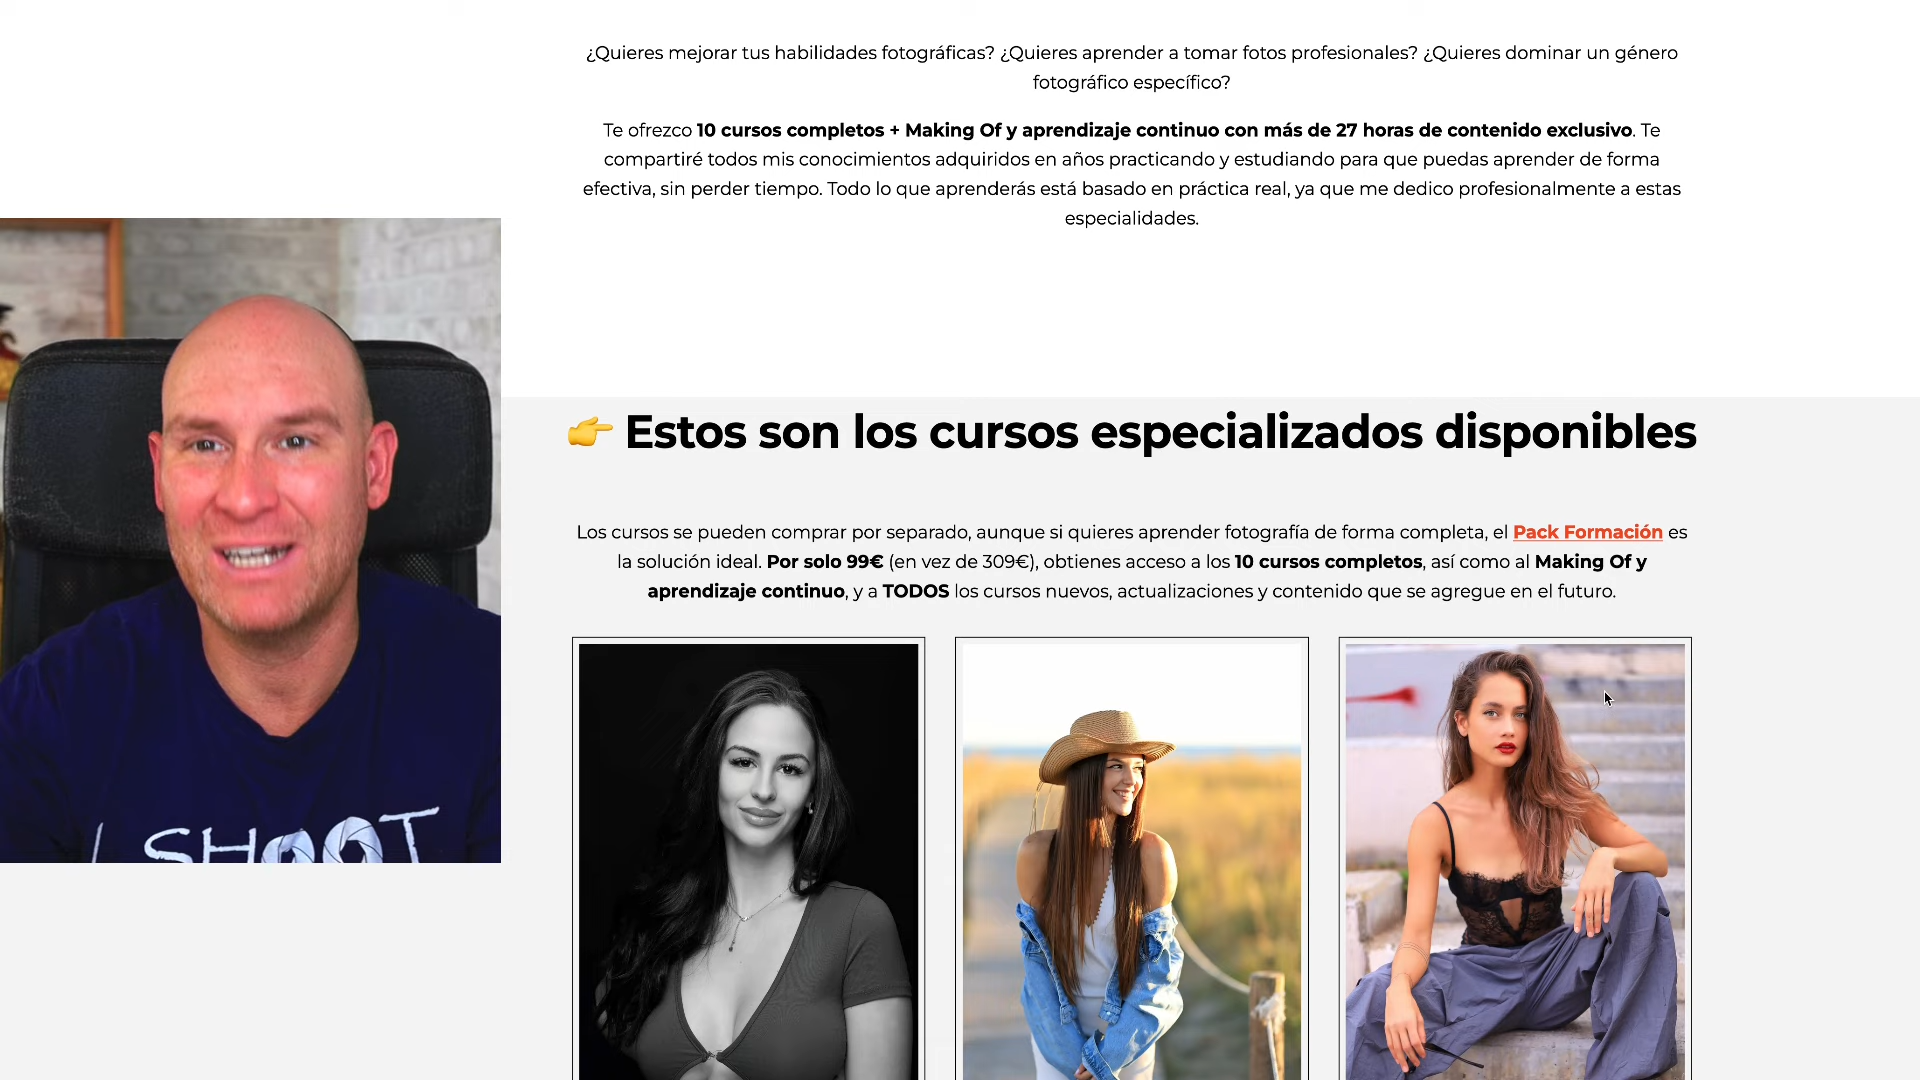 ¿Quieres mejorar tus habilidades fotográficas? ¿Quieres aprender a tomar fotos profesionales? ¿Quieres dominar un género
fotográfico específico?
Te ofrezco 10 cursos completos + Making Of y aprendizaje continuo con más de 27 horas de contenido exclusivo. Te
compartiré todos mis conocimientos adquiridos en años practicando y estudiando para que puedas aprender de forma
efectiva, sin perder tiempo. Todo lo que aprenderás está basado en práctica real, ya que me dedico profesionalmente a estas
especialidades.
👉 Estos son los cursos especializados disponibles
Los cursos se pueden comprar por separado, aunque si quieres aprender fotografía de forma completa, el Pack Formación es
la solución ideal. Por solo 99€ (en vez de 309€), obtienes acceso a los 10 cursos completos, así como al Making Of y
aprendizaje continuo, y a TODOS los cursos nuevos, actualizaciones y contenido que se agregue en el futuro.
I SHOOT